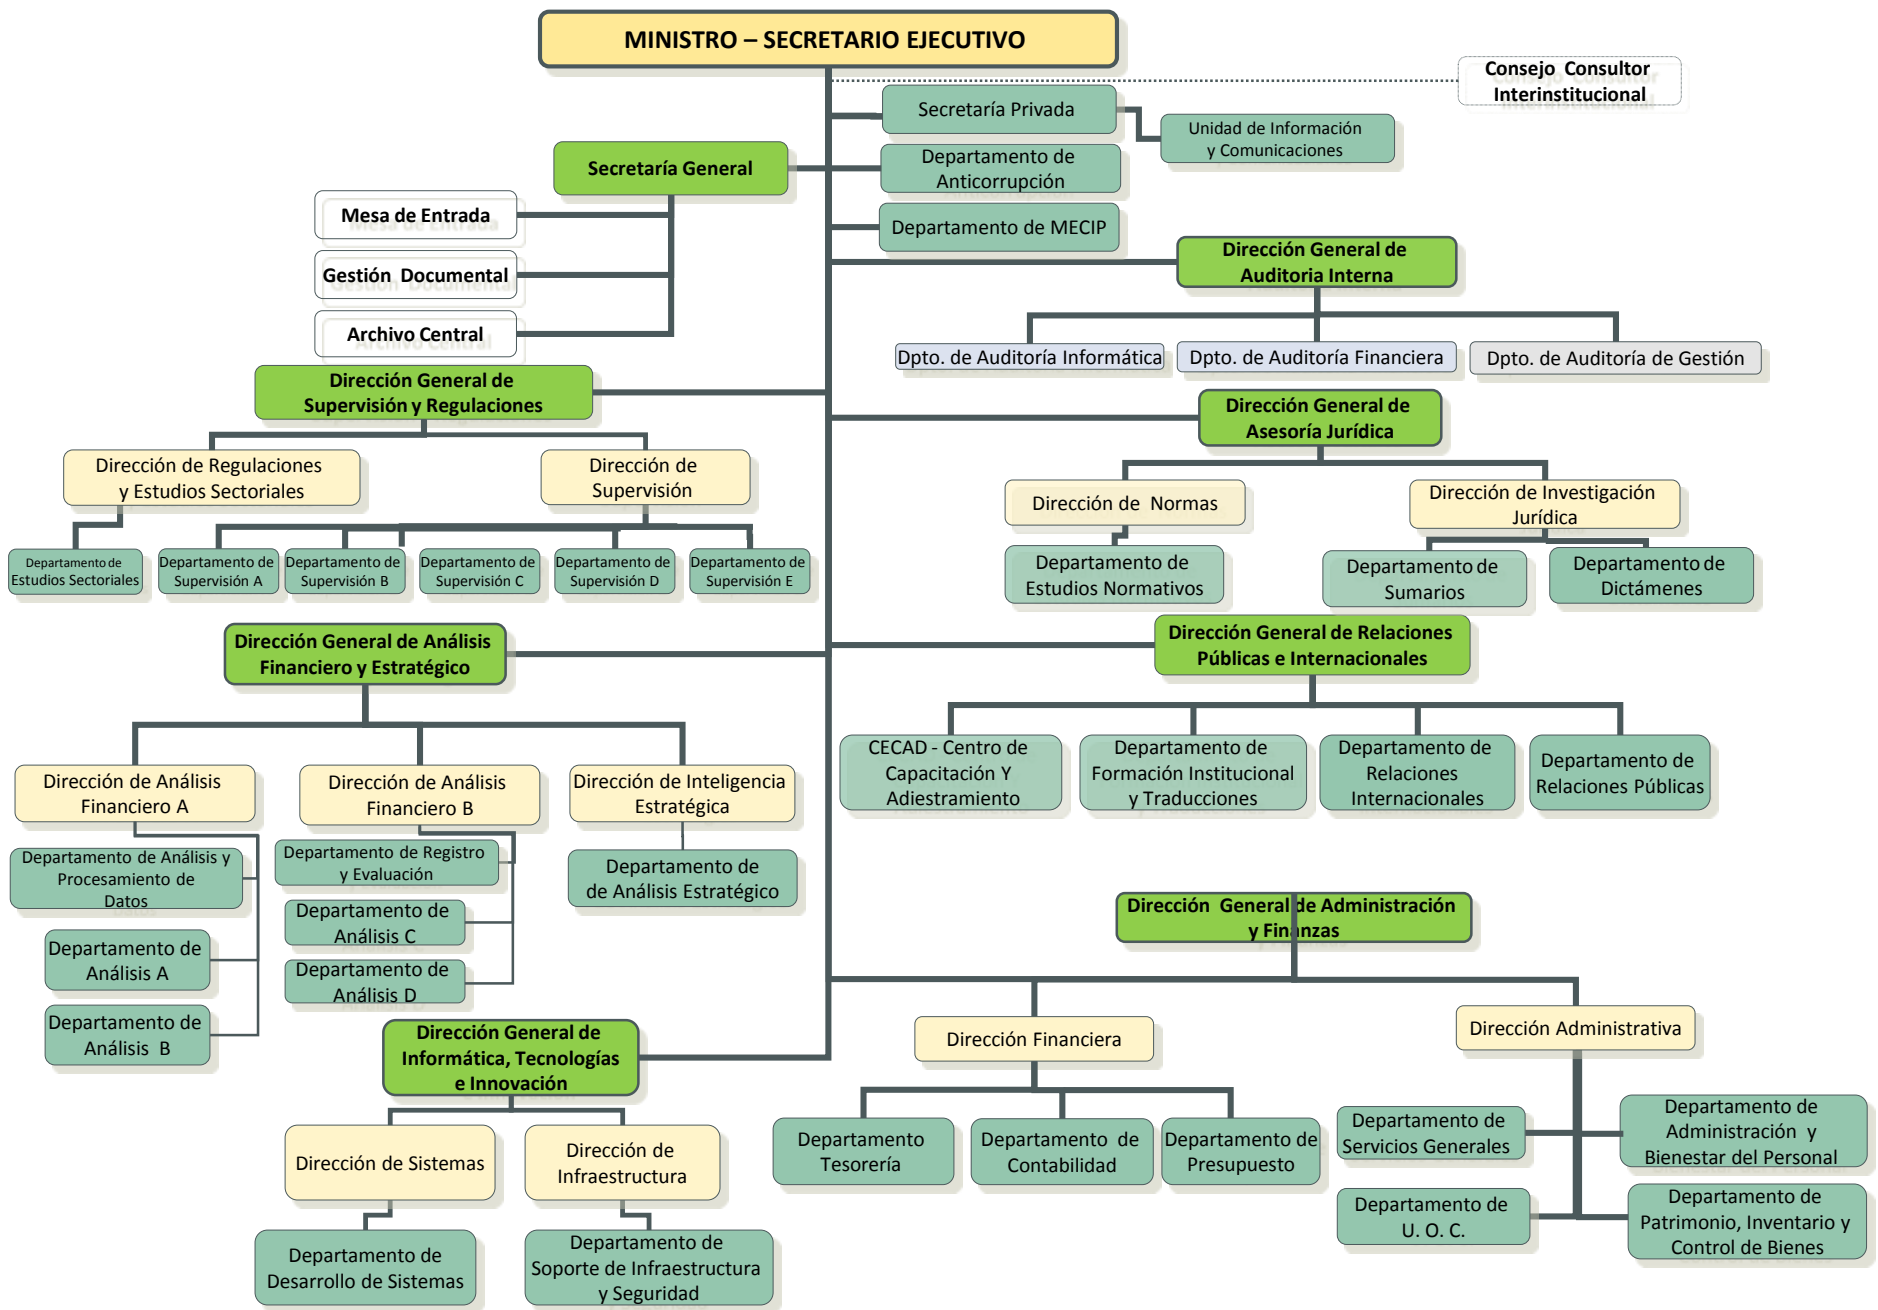 MINISTRO – SECRETARIO EJECUTIVO
Consejo Consultor
Interinstitucional
Secretaría Privada
Unidad de Información
y Comunicaciones
Secretaría General
Departamento de
Anticorrupción
Mesa de Entrada
Departamento de MECIP
Gestión Documental
Dirección General de
Auditoria Interna
Archivo Central
Dpto. de Auditoría Informática
Dpto. de Auditoría Financiera
Dpto. de Auditoría de Gestión
Dirección General de
Supervisión y Regulaciones
Dirección General de
Asesoría Jurídica
Dirección de Regulaciones
y Estudios Sectoriales
Dirección de
Supervisión
Dirección de Normas
Dirección de Investigación
Jurídica
Departamento de
Estudios Sectoriales
Departamento de
Supervisión A
Departamento de
Supervisión B
Departamento de
Supervisión C
Departamento de
Supervisión D
Departamento de
Supervisión E
Departamento de
Estudios Normativos
Departamento de
Sumarios
Departamento de
Dictámenes
Dirección General de Análisis
Financiero y Estratégico
Dirección General de Relaciones
Públicas e Internacionales
CECAD - Centro de
Capacitación Y
Adiestramiento
Departamento de
Formación Institucional
y Traducciones
Departamento de
Relaciones
Internacionales
Departamento de
Relaciones Públicas
Dirección de Análisis
Financiero A
Dirección de Análisis
Financiero B
Dirección de Inteligencia
Estratégica
Departamento de Análisis y
Procesamiento de
Datos
Departamento de Registro
y Evaluación
Departamento de
de Análisis Estratégico
Departamento de
Análisis A
Departamento de
Análisis C
Departamento de
Análisis B
Departamento de
Análisis D
Dirección General de Administración
y Finanzas
Dirección General de
Informática, Tecnologías
e Innovación
Dirección Financiera
Dirección Administrativa
Dirección de Sistemas
Dirección de
Infraestructura
Departamento
Tesorería
Departamento de
Contabilidad
Departamento de
Presupuesto
Departamento de
Servicios Generales
Departamento de
Administración y
Bienestar del Personal
Departamento de
U. O. C.
Departamento de
Patrimonio, Inventario y
Control de Bienes
Departamento de
Desarrollo de Sistemas
Departamento de
Soporte de Infraestructura
y Seguridad